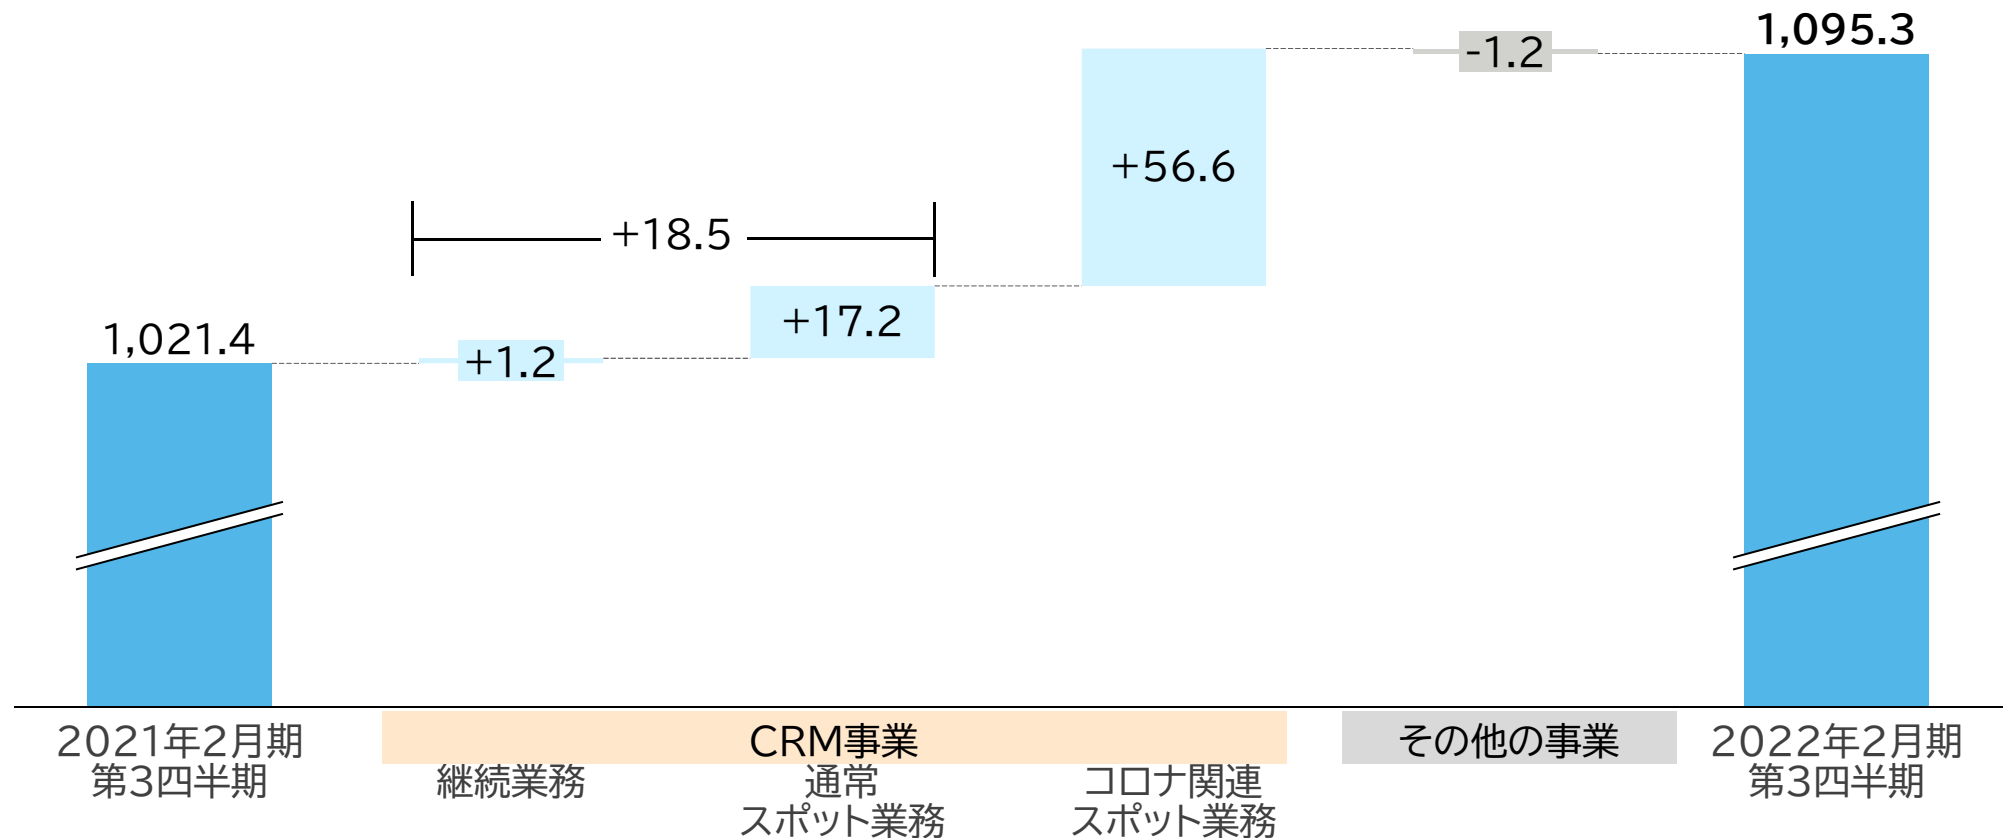 1,095.3
-1.2
+56.6
+18.5
+17.2
1,021.4
+1.2
2021年2月期
第3四半期
CRM事業
継続業務
通常
スポット業務
コロナ関連
スポット業務
その他の事業
2022年2月期
第3四半期